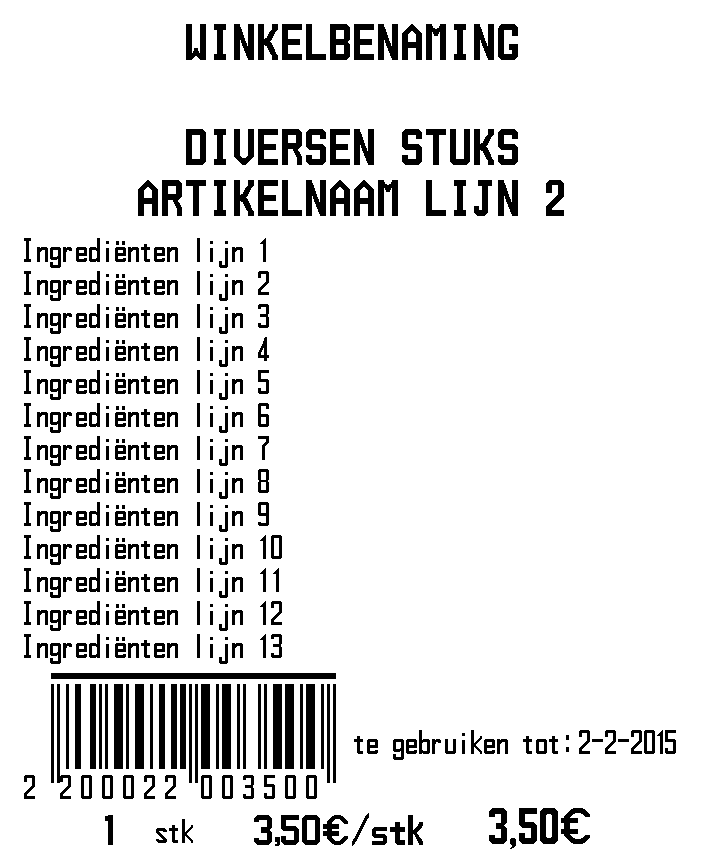 WINKELBENAMING
DIVERSEN STUKS
ARTIKELNAAM LIJN 2
Ingrediënten lijn 1
Ingrediënten lijn 2
Ingrediënten lijn 3
Ingrediënten lijn 4
Ingrediënten lijn 5
Ingrediënten lijn 6
Ingrediënten lijn 7
Ingrediënten lijn 8
Ingrediënten lijn 9
Ingrediënten lijn 10
Ingrediënten lijn 11
Ingrediënten lijn 12
Ingrediënten lijn 13
te gebruiken tot:2-2-2015
2 200022 003500
1 stk 3,50€/stk 3,50€